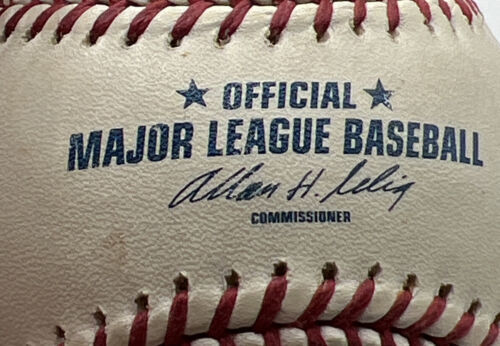 ★ OFFICIAL ★
MAJOR LEAGUE BASEBALL
Allan H. Selig
COMMISSIONER